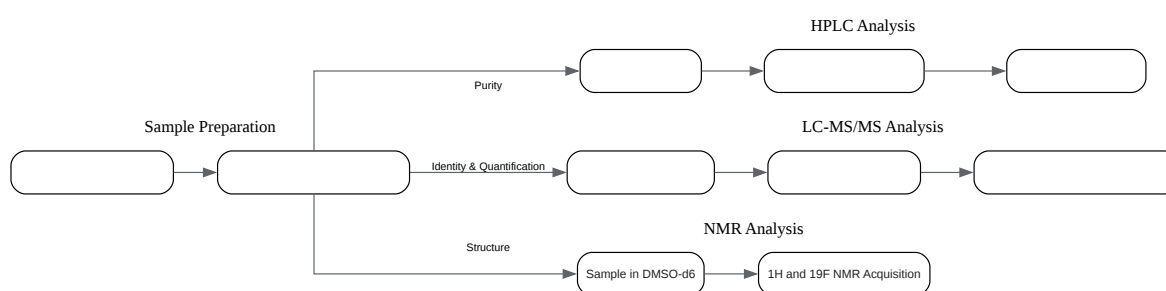 HPLC Analysis
Purity
Sample Preparation
LC-MS/MS Analysis
Identity & Quantification
NMR Analysis
Structure
Sample in DMSO-d6
1H and 19F NMR Acquisition